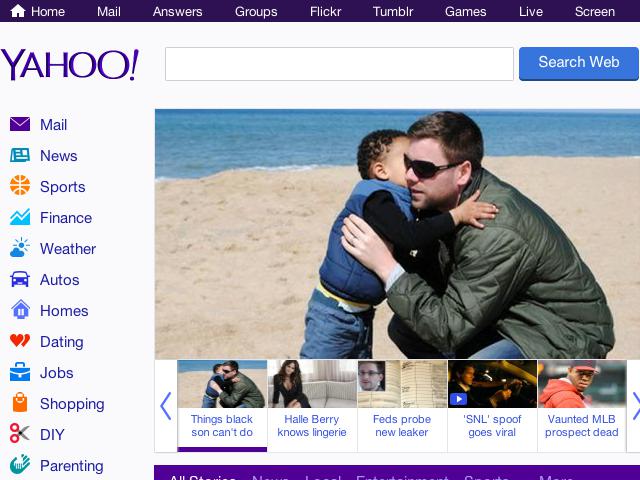 Home Mail Answers Groups Flickr Tumblr Games Live Screen
YAHOO!
Search Web
Mail
News
Sports
Finance
Weather
Autos
Homes
Dating
Jobs
Shopping
DIY
Parenting
Things black
son can't do
Halle Berry
knows lingerie
Feds probe
new leaker
'SNL' spoof
goes viral
Vaunted MLB
prospect dead
All Stories News Local Entertainment Sports More